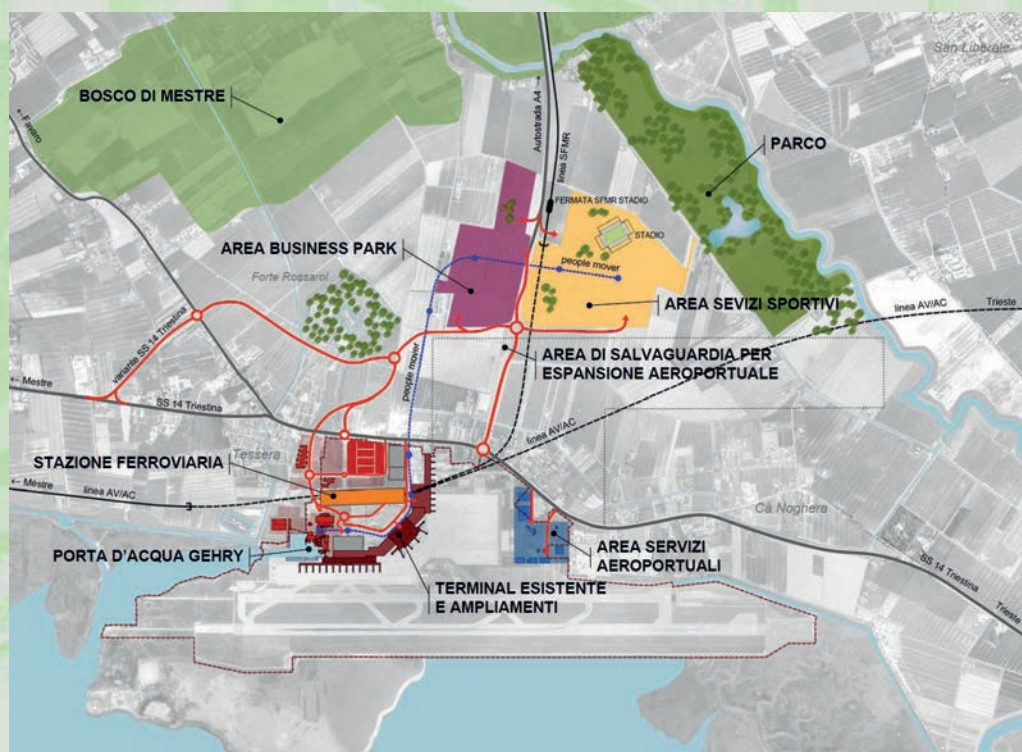 San Liberale
BOSCO DI MESTRE
← Favaro
Autostrada A4 →
linea SFMR
PARCO
FERMATA SFMR STADIO
STADIO
AREA BUSINESS PARK
people mover
Forte Rossarol
AREA SEVIZI SPORTIVI
linea AV/AC
Trieste
variante SS 14 Triestina
people mover
AREA DI SALVAGUARDIA PER
ESPANSIONE AEROPORTUALE
← Mestre
SS 14 Triestina
linea AV/AC
Tessera
STAZIONE FERROVIARIA
← Mestre
linea AV/AC
Cà Noghera
PORTA D'ACQUA GEHRY
AREA SERVIZI
AEROPORTUALI
SS 14 Triestina
Trieste
TERMINAL ESISTENTE
E AMPLIAMENTI